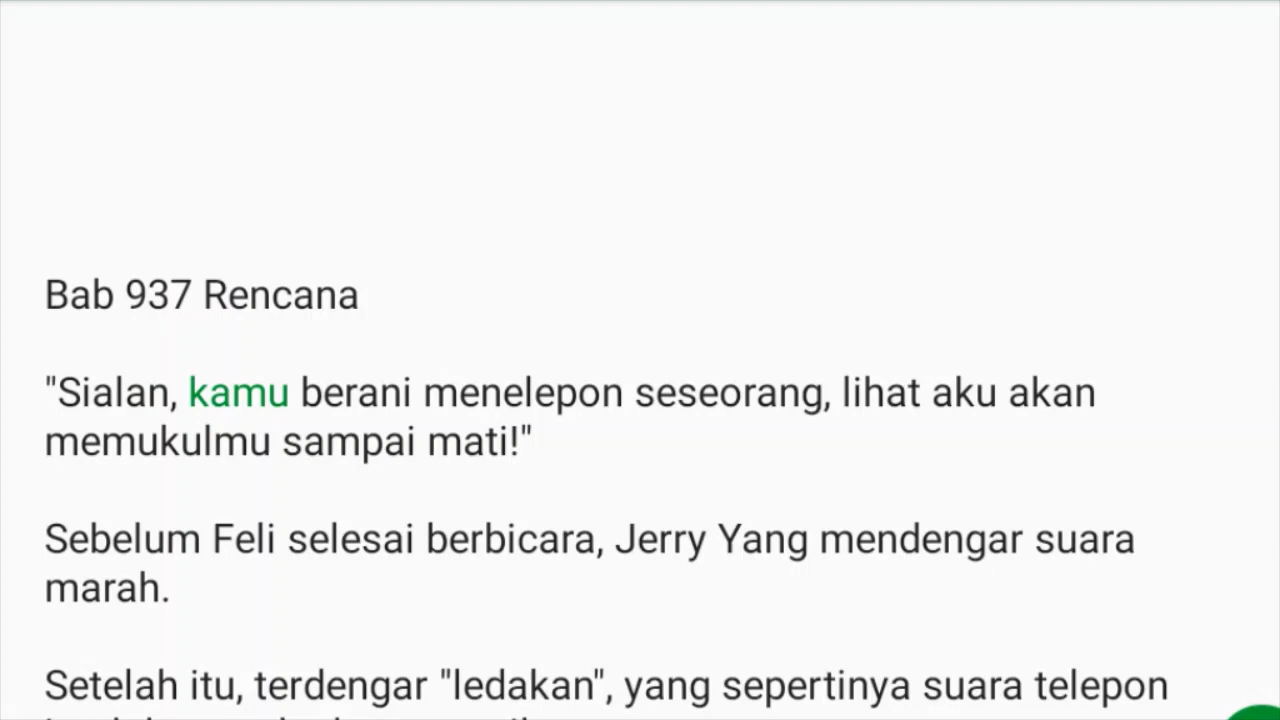 Bab 937 Rencana
"Sialan, kamu berani menelepon seseorang, lihat aku akan
memukulmu sampai mati!"
Sebelum Feli selesai berbicara, Jerry Yang mendengar suara
marah.
Setelah itu, terdengar "ledakan", yang sepertinya suara telepon